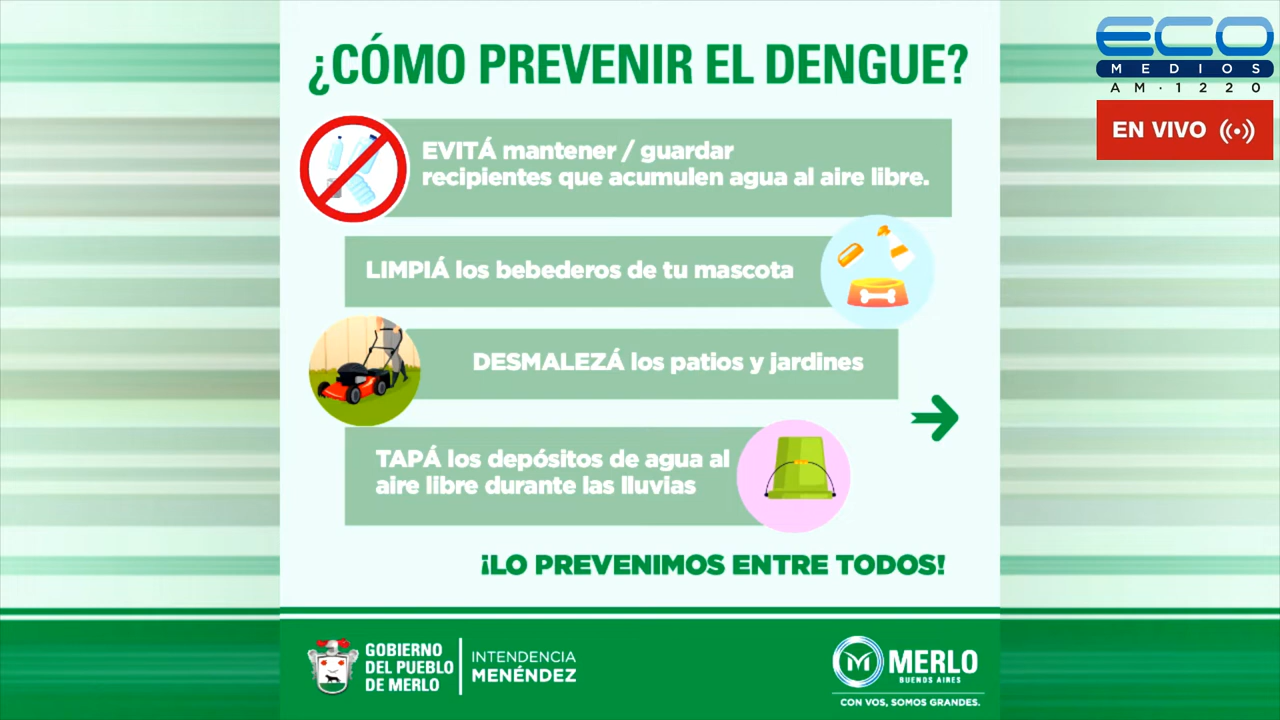 ¿CÓMO PREVENIR EL DENGUE?
ECO
MEDIOS
AM·1220
EN VIVO
EVITÁ mantener / guardar
recipientes que acumulen agua al aire libre.
LIMPIÁ los bebederos de tu mascota
DESMALEZÁ los patios y jardines
TAPÁ los depósitos de agua al
aire libre durante las lluvias
¡LO PREVENIMOS ENTRE TODOS!
GOBIERNO
DEL PUEBLO
DE MERLO
INTENDENCIA
MENÉNDEZ
MERLO
BUENOS AIRES
CON VOS, SOMOS GRANDES.